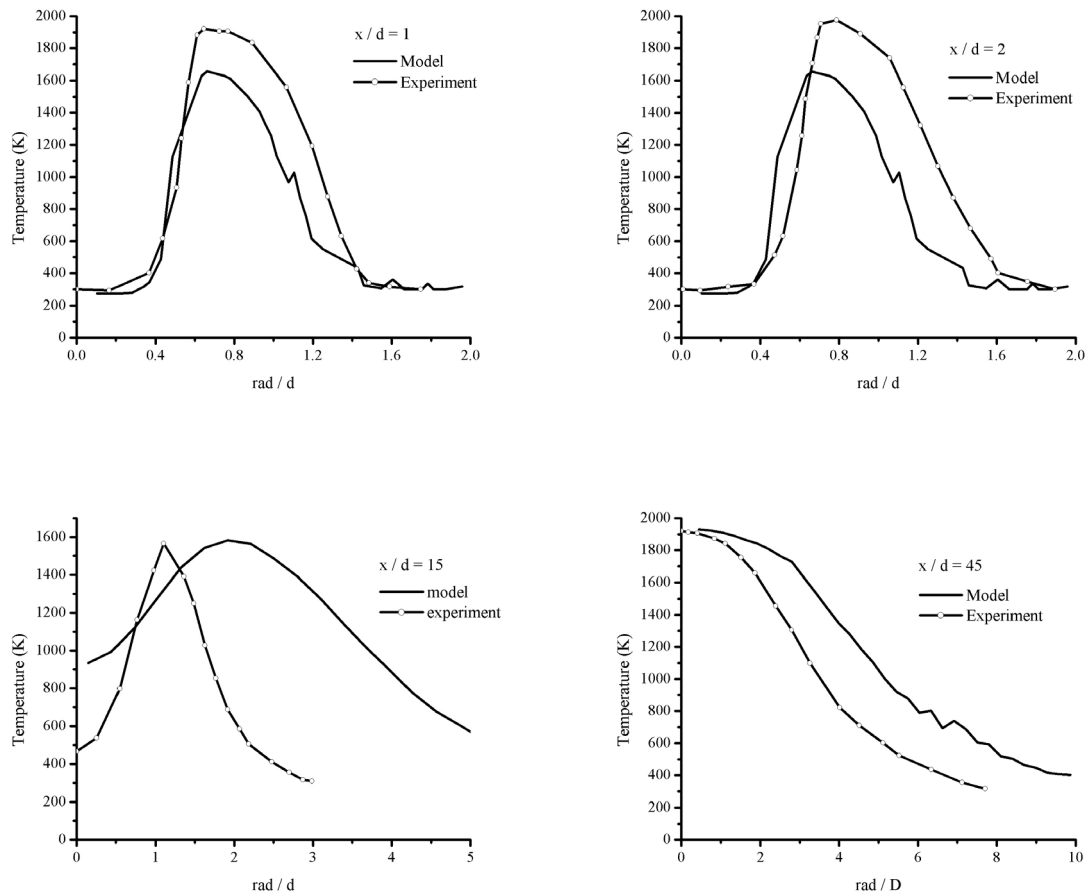 2000
1800
1600
1400
1200
1000
800
600
400
200
0
Temperature (K)
x / d = 1
Model
Experiment
0.0 0.4 0.8 1.2 1.6 2.0
rad / d
2000
1800
1600
1400
1200
1000
800
600
400
200
0
Temperature (K)
x / d = 2
Model
Experiment
0.0 0.4 0.8 1.2 1.6 2.0
rad / d
1600
1400
1200
1000
800
600
400
200
0
Temperature (K)
x / d = 15
model
experiment
0 1 2 3 4 5
rad / d
2000
1800
1600
1400
1200
1000
800
600
400
200
0
Temperature (K)
x / d = 45
Model
Experiment
0 2 4 6 8 10
rad / D